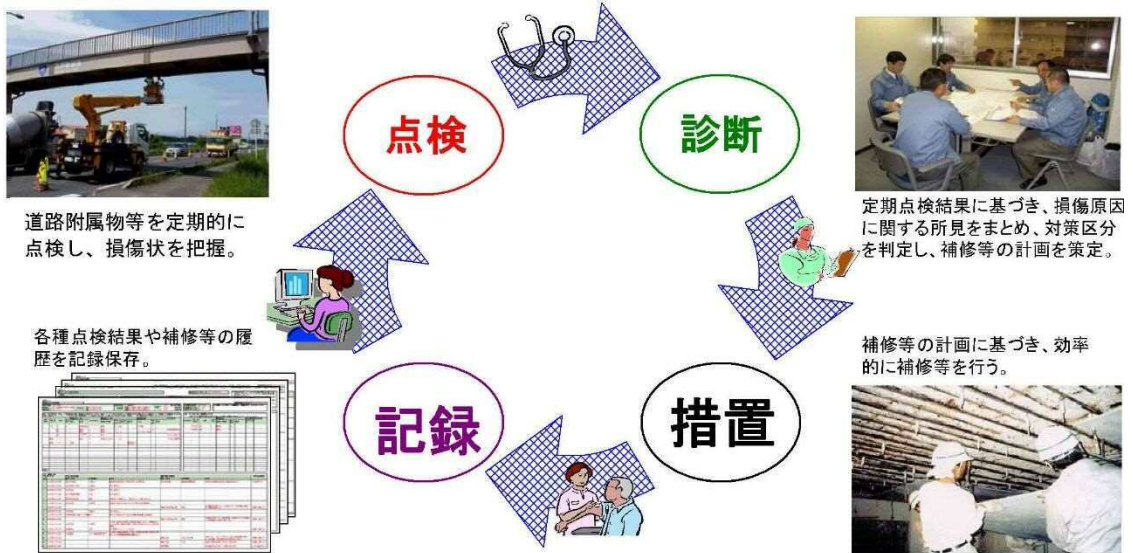 点検
診断
道路附属物等を定期的に
点検し、損傷状を把握。
定期点検結果に基づき、損傷原因
に関する所見をまとめ、対策区分
を判定し、補修等の計画を策定。
各種点検結果や補修等の履
歴を記録保存。
補修等の計画に基づき、効率
的に補修等を行う。
記録
措置